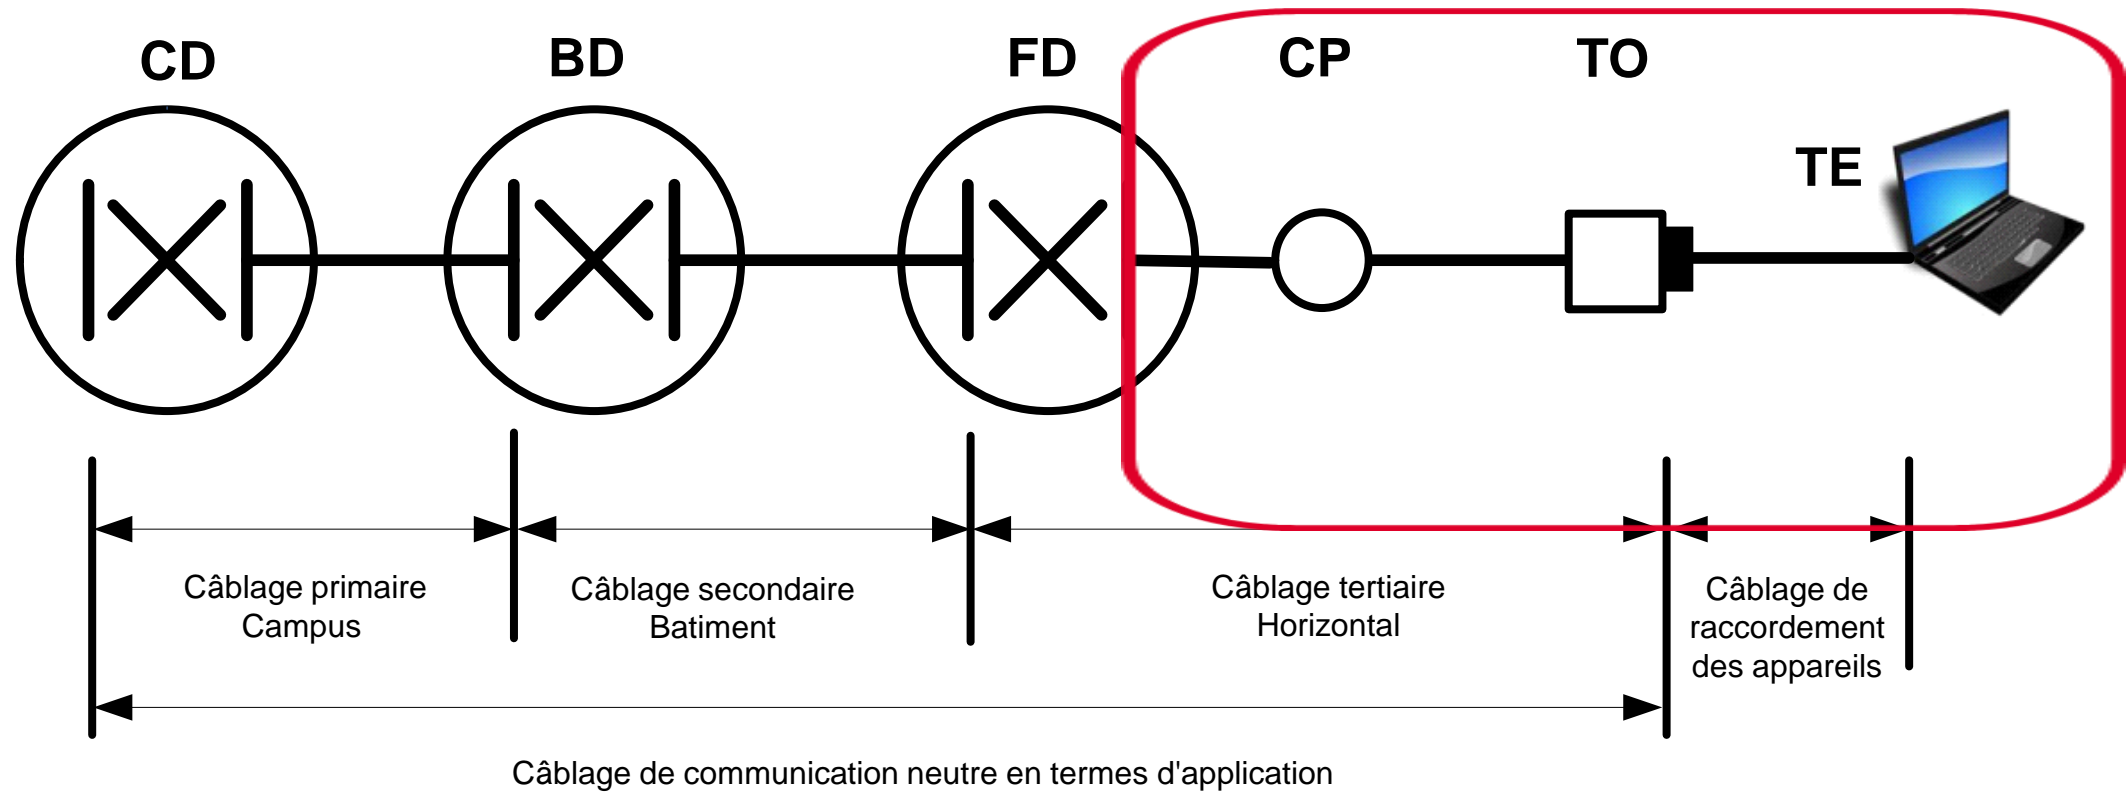 CD
BD
FD
CP
TO
TE
Câblage primaire
Campus
Câblage secondaire
Batiment
Câblage tertiaire
Horizontal
Câblage de
raccordement
des appareils
Câblage de communication neutre en termes d'application